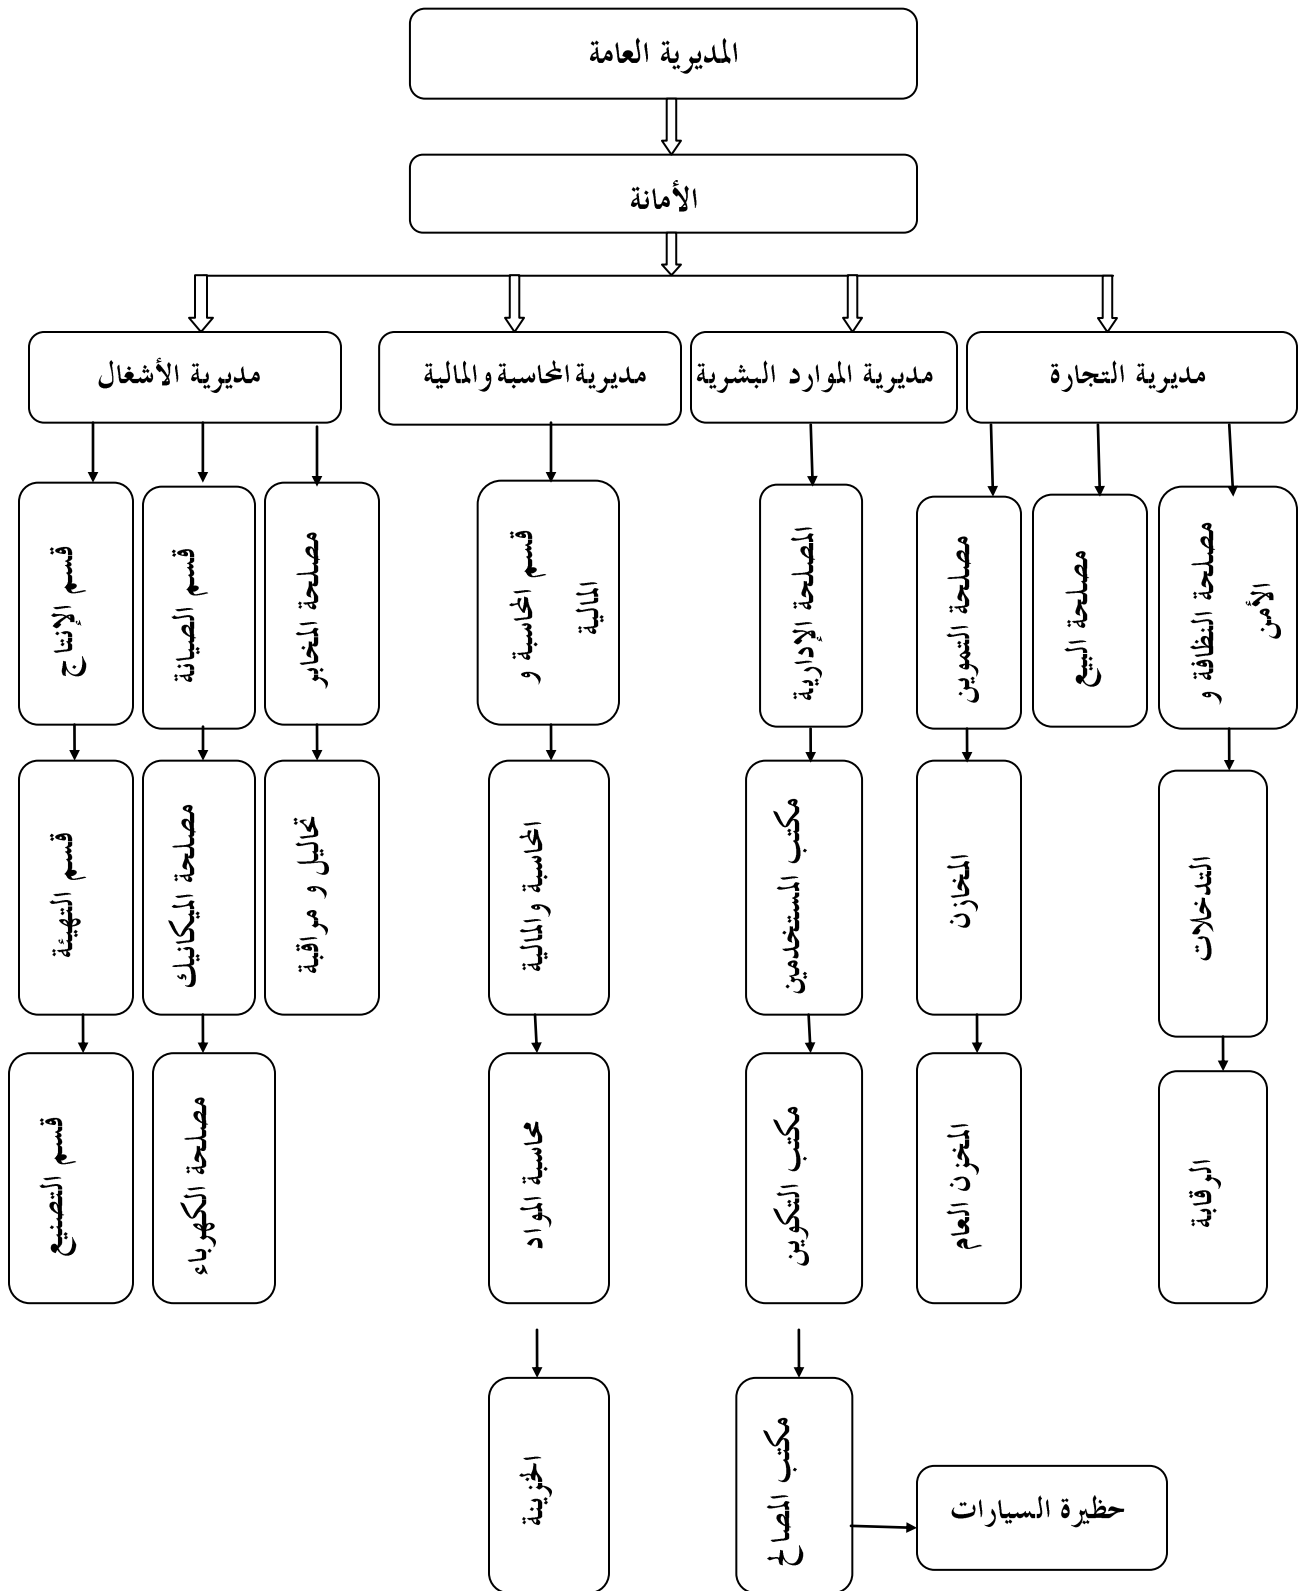 المديرية العامة
الأمانة
مديرية التجارة
مديرية الموارد البشرية
مديرية المحاسبة والمالية
مديرية الأشغال
مصلحة النظافة و
الأمن
مصلحة البيع
مصلحة التموين
المصلحة الإدارية
قسم المحاسبة و
المالية
مصلحة المخابر
قسم الصيانة
قسم الإنتاج
التدخلات
المخازن
مكتب المستخدمين
المحاسبة والمالية
تحاليل و مراقبة
مصلحة الميكانيك
قسم التهيئة
الرقابة
المخزن العام
مكتب التكوين
محاسبة المواد
مصلحة الكهرباء
قسم التصنيع
حظيرة السيارات
مكتب المصالح
الخزينة